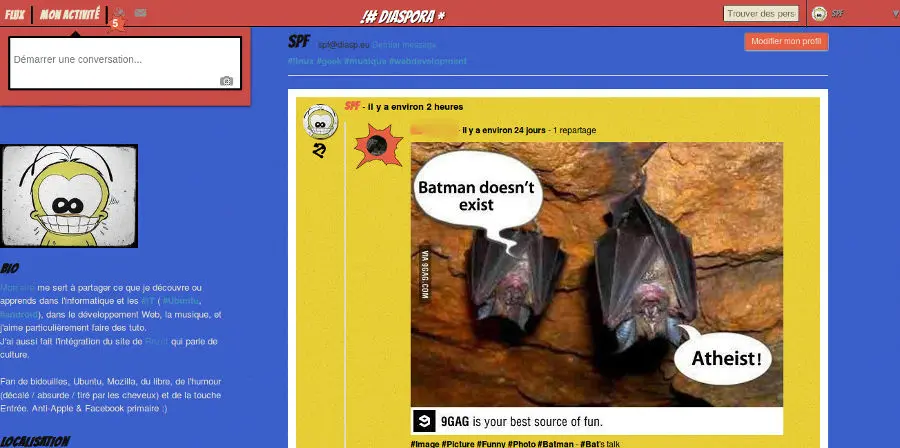 FLUX
MON ACTIVITÉ
5
!# DIASPORA *
Trouver des pers
SPF
Démarrer une conversation...
SPF spf@diasp.eu Dernier message
Modifier mon profil
#linux #geek #musique #webdevelopment
SPF - il y a environ 2 heures
- il y a environ 24 jours - 1 repartage
Batman doesn't
exist
VIA 9GAG.COM
Atheist!
9GAG is your best source of fun.
#Image #Picture #Funny #Photo #Batman - #Bat's talk
BIO
Mon site me sert à partager ce que je découvre ou
apprends dans l'informatique et les #IT ( #Ubuntu,
#android), dans le développement Web, la musique, et
j'aime particulièrement faire des tuto.
J'ai aussi fait l'intégration du site de qui parle de
culture.
Fan de bidouilles, Ubuntu, Mozilla, du libre, de l'humour
(décalé / absurde / tiré par les cheveux) et de la touche
Entrée. Anti-Apple & Facebook primaire :)
LOCALISATION